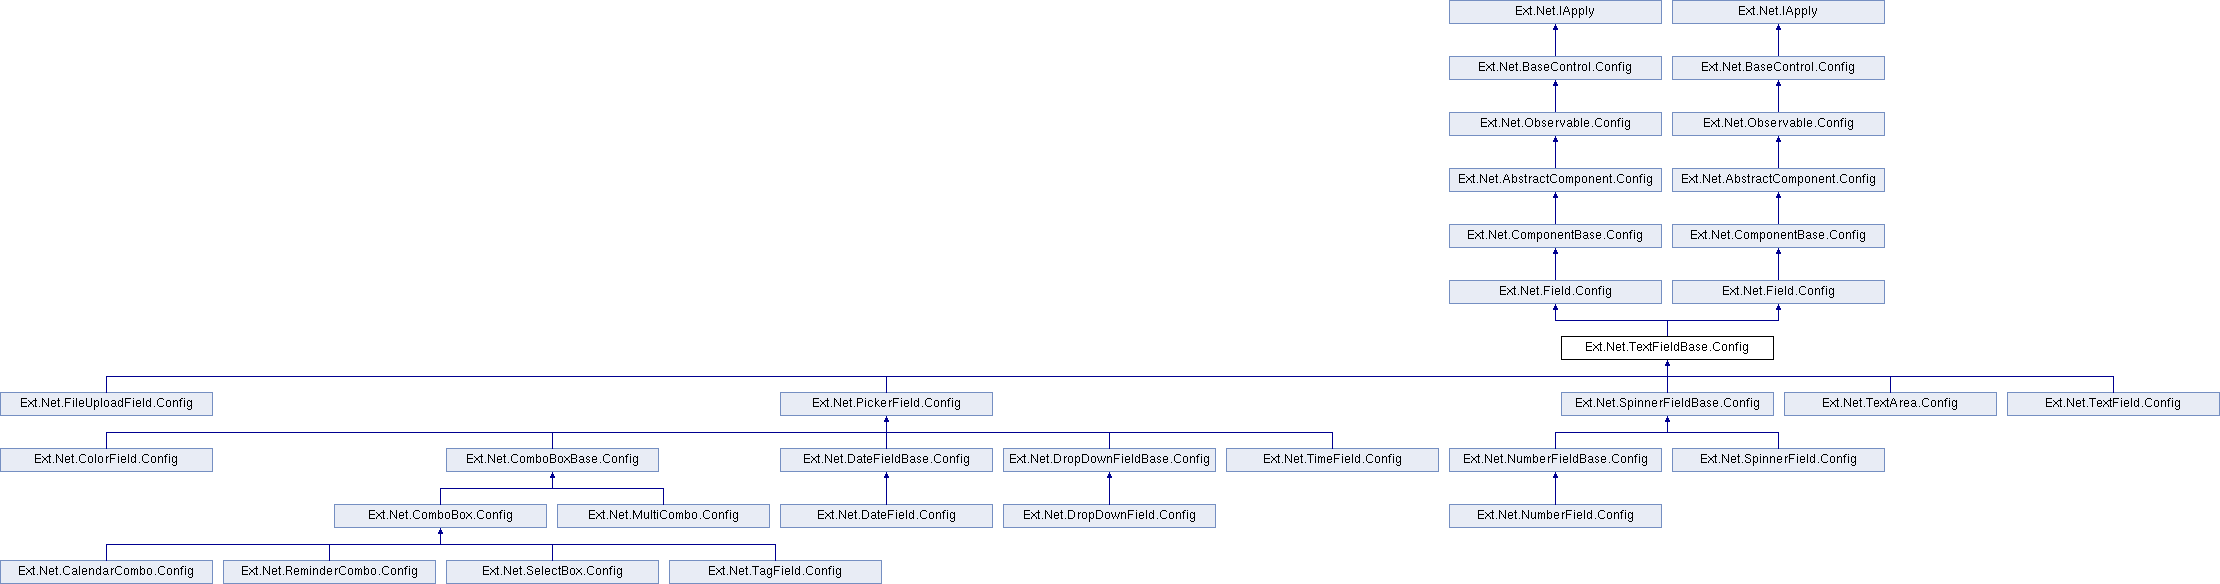 Ext.Net.IApply
Ext.Net.IApply
Ext.Net.BaseControl.Config
Ext.Net.BaseControl.Config
Ext.Net.Observable.Config
Ext.Net.Observable.Config
Ext.Net.AbstractComponent.Config
Ext.Net.AbstractComponent.Config
Ext.Net.ComponentBase.Config
Ext.Net.ComponentBase.Config
Ext.Net.Field.Config
Ext.Net.Field.Config
Ext.Net.TextFieldBase.Config
Ext.Net.FileUploadField.Config
Ext.Net.PickerField.Config
Ext.Net.SpinnerFieldBase.Config
Ext.Net.TextArea.Config
Ext.Net.TextField.Config
Ext.Net.ColorField.Config
Ext.Net.ComboBoxBase.Config
Ext.Net.DateFieldBase.Config
Ext.Net.DropDownFieldBase.Config
Ext.Net.TimeField.Config
Ext.Net.NumberFieldBase.Config
Ext.Net.SpinnerField.Config
Ext.Net.ComboBox.Config
Ext.Net.MultiCombo.Config
Ext.Net.DateField.Config
Ext.Net.DropDownField.Config
Ext.Net.NumberField.Config
Ext.Net.CalendarCombo.Config
Ext.Net.ReminderCombo.Config
Ext.Net.SelectBox.Config
Ext.Net.TagField.Config